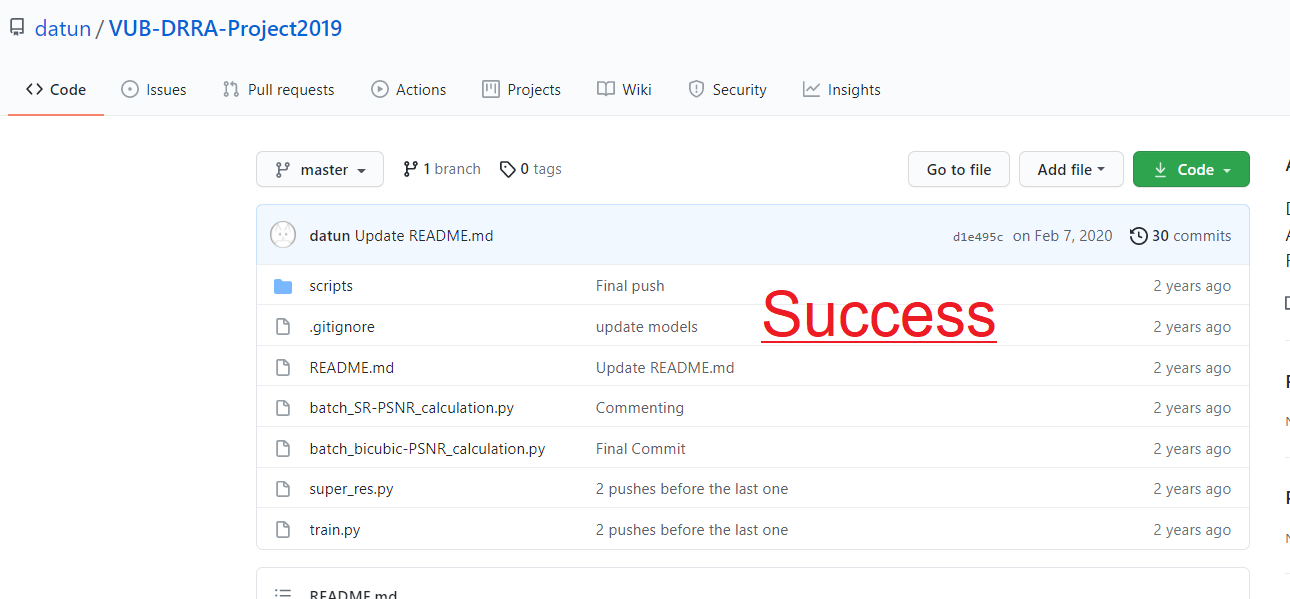 datun / VUB-DRRA-Project2019
Code Issues Pull requests Actions Projects Wiki Security Insights
master 1 branch 0 tags Go to file Add file Code
datun Update README.md d1e495c on Feb 7, 2020 30 commits
scripts Final push 2 years ago
Success
.gitignore update models 2 years ago
README.md Update README.md 2 years ago
batch_SR-PSNR_calculation.py Commenting 2 years ago
batch_bicubic-PSNR_calculation.py Final Commit 2 years ago
super_res.py 2 pushes before the last one 2 years ago
train.py 2 pushes before the last one 2 years ago
README.md